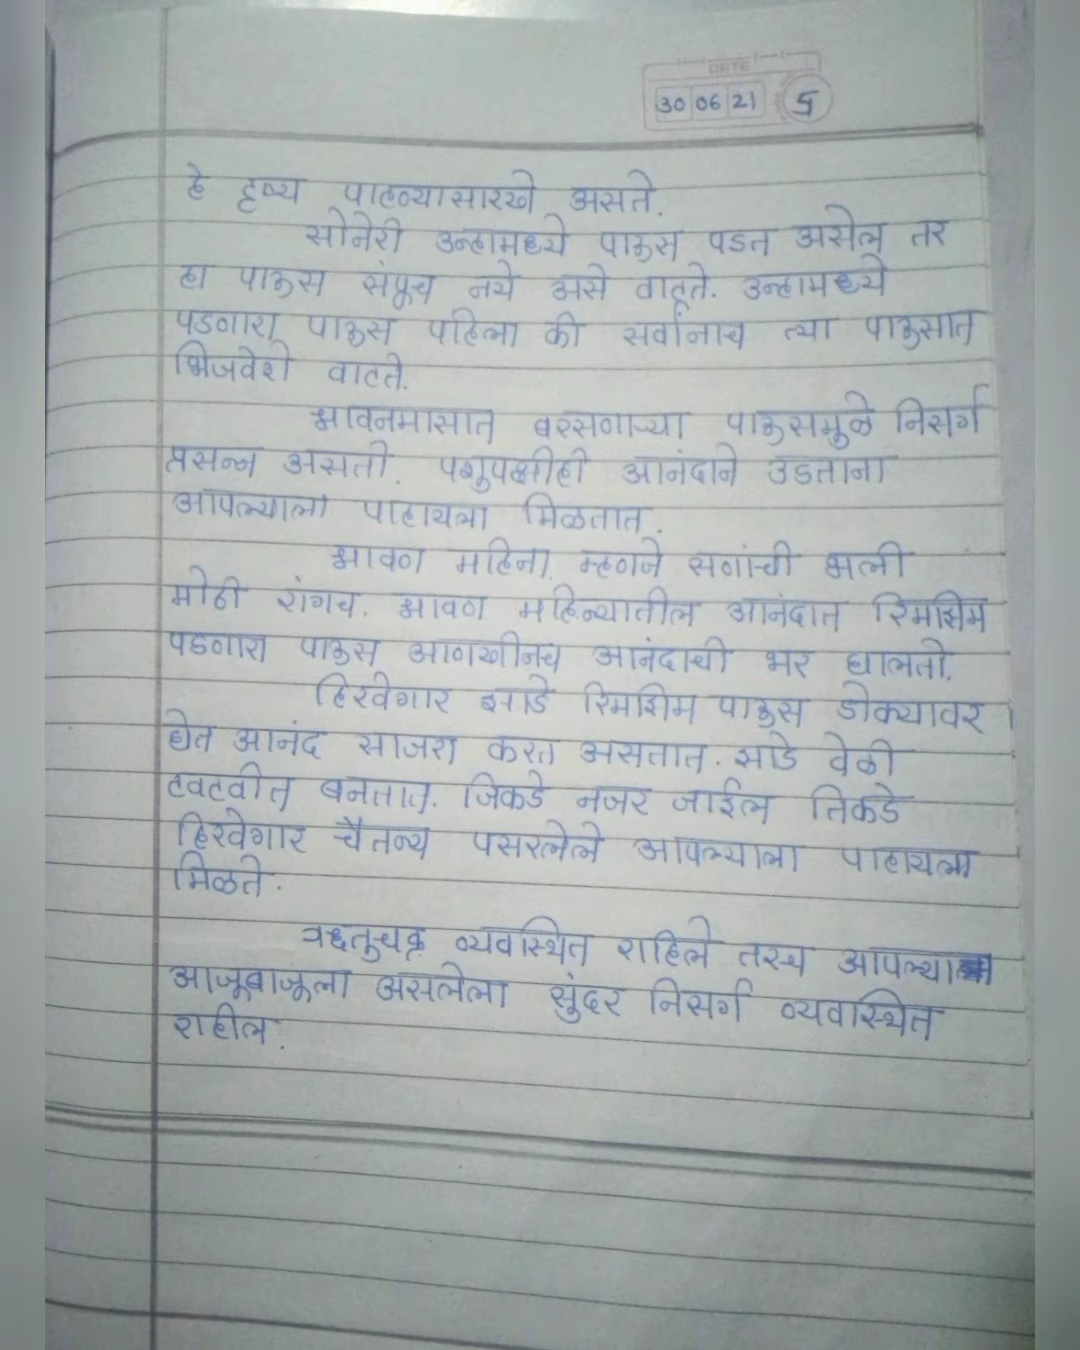 DATE
30 06 21 5
हे दृष्य पाहण्यासारखे असते.
सोनेरी उन्हामध्ये पाऊस पडत असेल तर
हा पाऊस संपूच नये असे वाटूते. उन्हामध्ये
पडणारा पाऊस पहिला की सर्वांनाच त्या पाऊसात
भिजवेशे वाटते.
श्रावनमासात बरसणाऱ्या पाऊसमुळे निसर्ग
प्रसन्न असतो. पशुपक्षीही आनंदाने उडताना
आपल्याला पाहायला मिळतात.
श्रावण महिना म्हणजे सणांची भली
मोठी रांगच. श्रावण महिन्यातील आनंदात रिमझिम
पडणारा पाऊस आणखीनच आनंदाची भर घालतो.
हिरवेगार झाडे रिमझिम पाऊस डोक्यावर
घेत आनंद साजरा करत असतात. झाडे वेली
टवटवीत बनतात. जिकडे नजर जाईल तिकडे
हिरवेगार चैतन्य पसरलेले आपल्याला पाहायला
मिळते.
ऋतुचक्र व्यवस्थित राहिले तरच आपल्या
आजूबाजूला असलेला सुंदर निसर्ग व्यवस्थित
राहील.